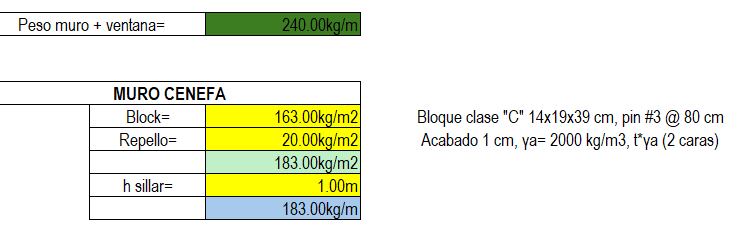 Peso muro + ventana= 240.00kg/m
MURO CENEFA
Block= 163.00kg/m2 Bloque clase "C" 14x19x39 cm, pin #3 @ 80 cm
Repello= 20.00kg/m2 Acabado 1 cm, γa= 2000 kg/m3, t*γa (2 caras)
183.00kg/m2
h sillar= 1.00m
183.00kg/m